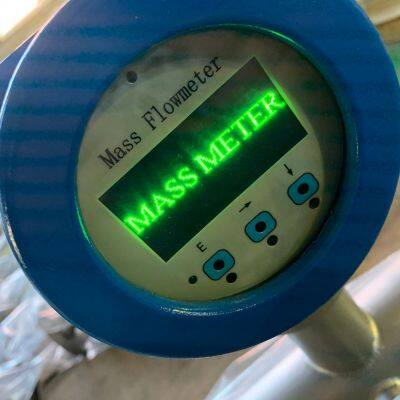 Mass Flowmeter
MASS METER
E → ↓